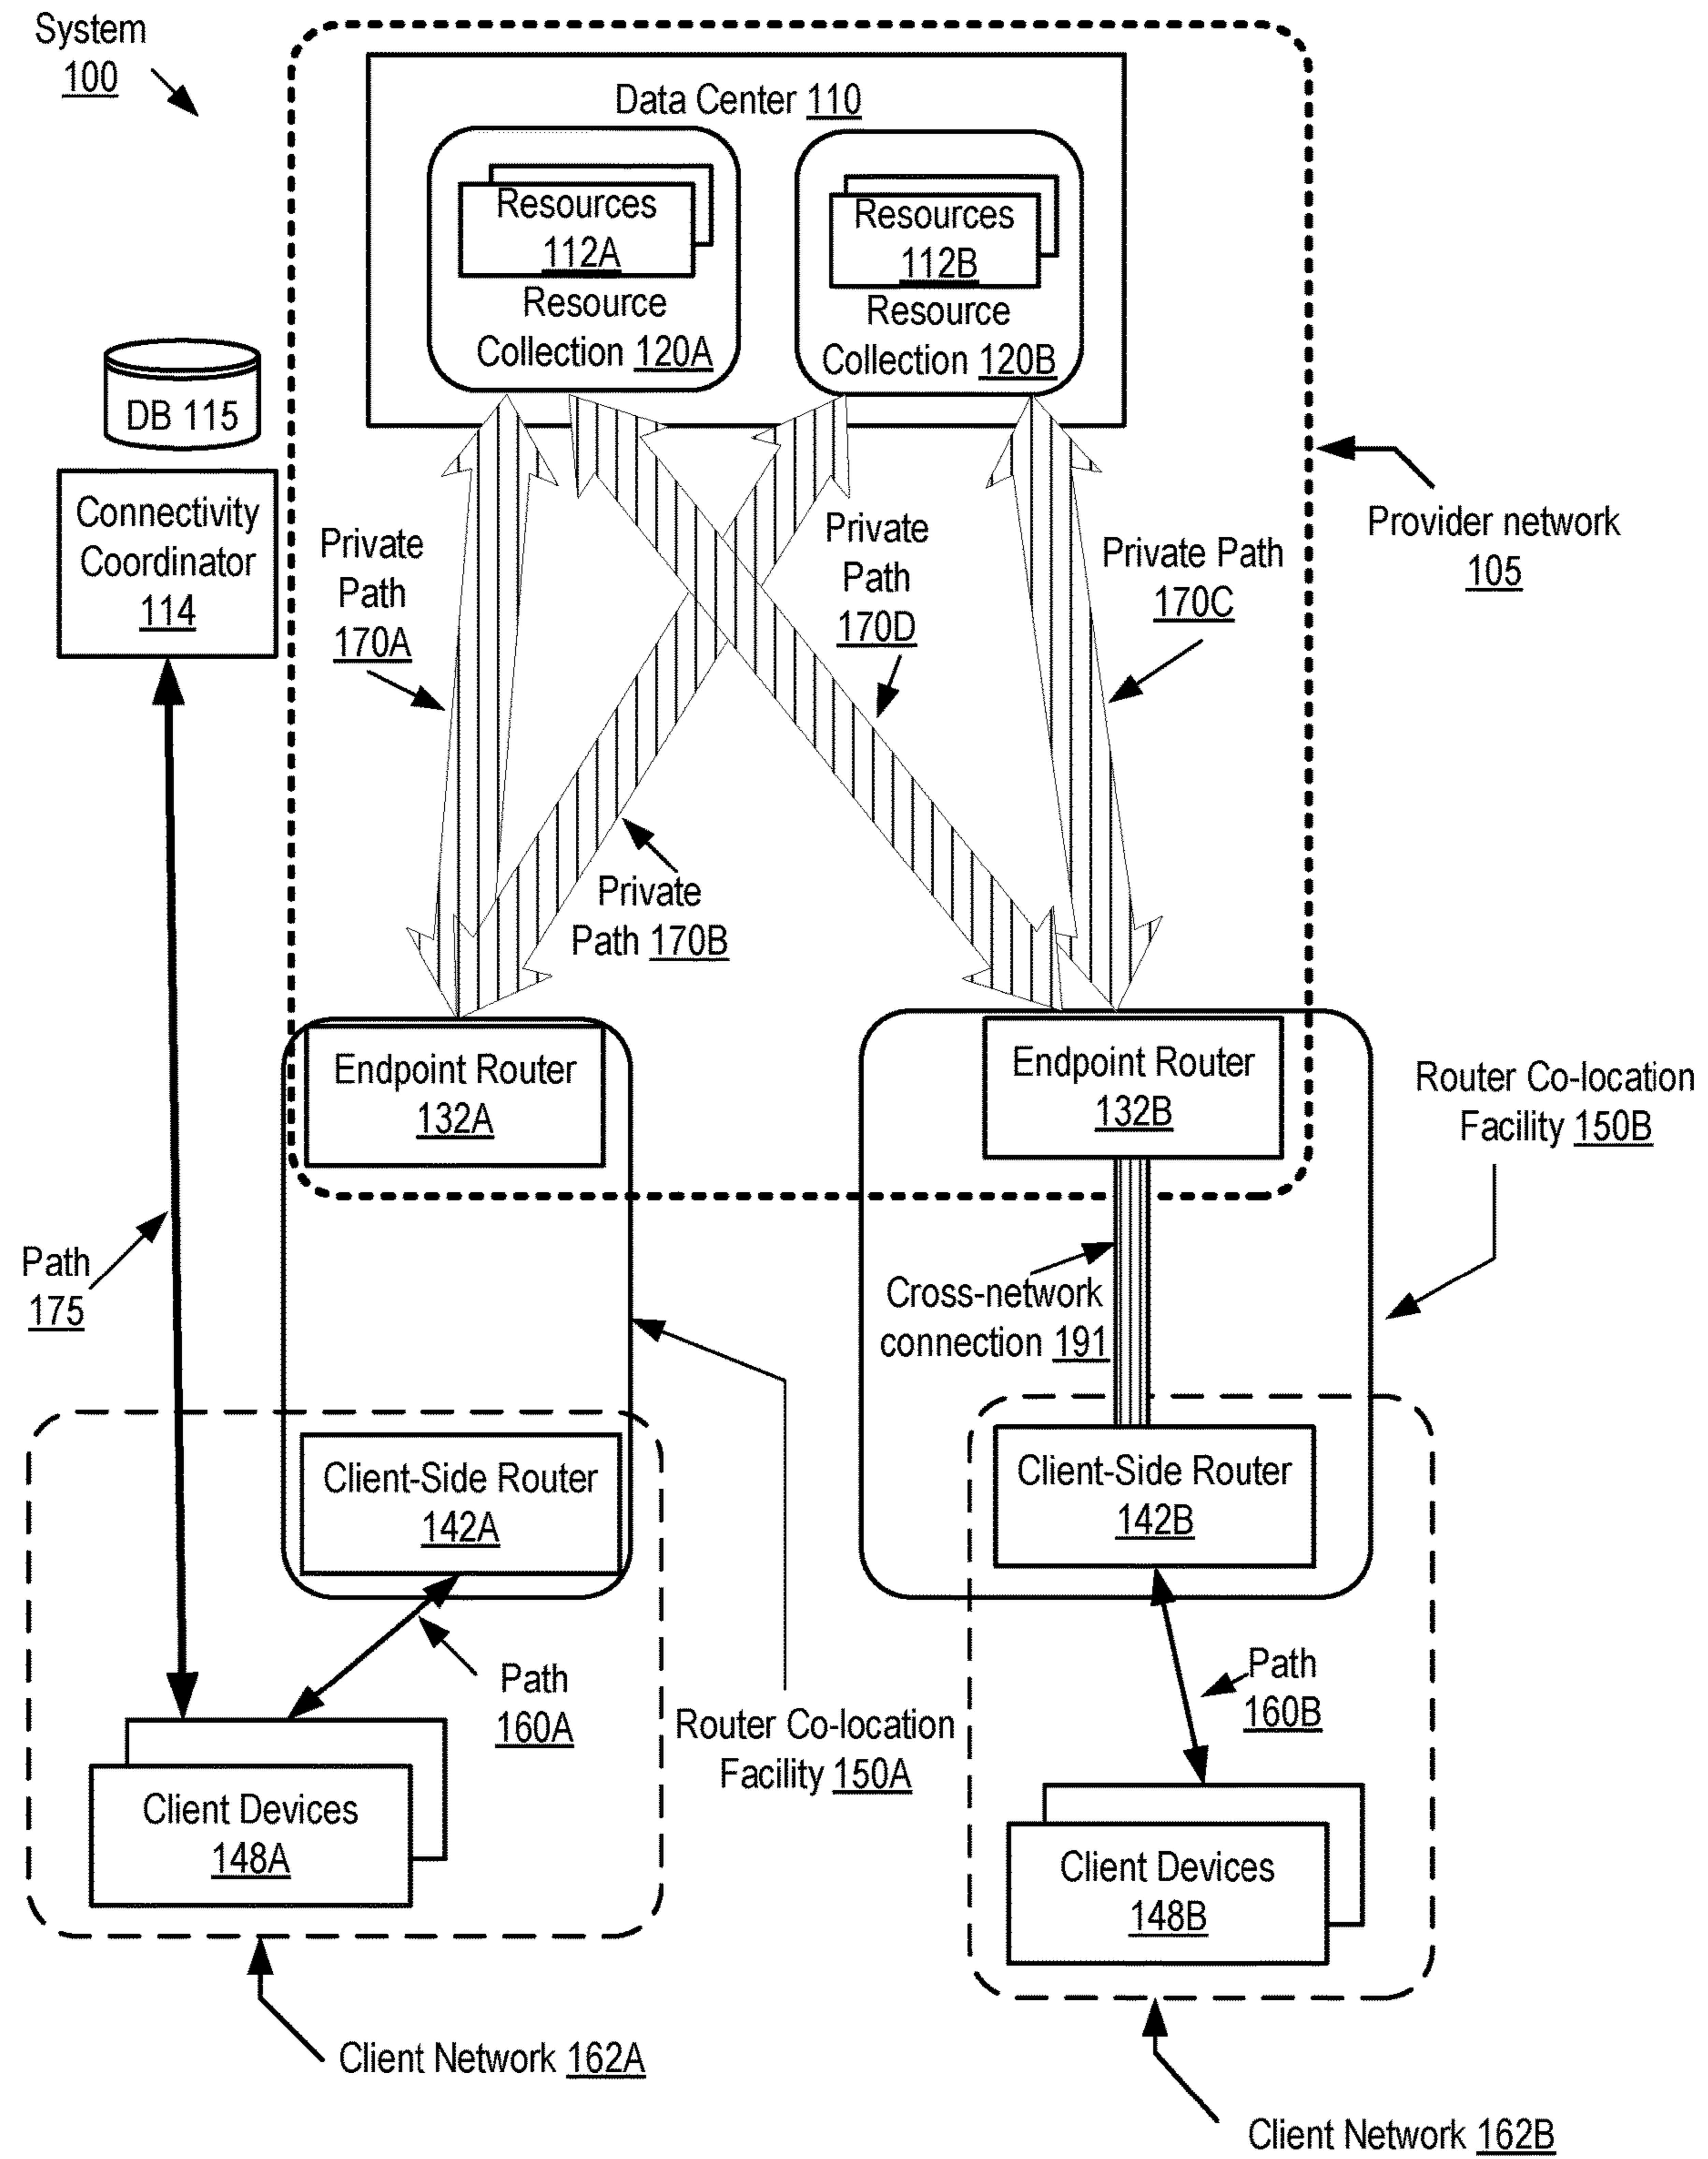 System
100
Data Center 110
Resources
112A
Resource
Collection 120A
Resources
112B
Resource
Collection 120B
DB 115
Connectivity
Coordinator
114
Private
Path
170A
Private
Path
170D
Private Path
170C
Provider network
105
Private
Path 170B
Endpoint Router
132A
Endpoint Router
132B
Router Co-location
Facility 150B
Path
175
Cross-network
connection 191
Client-Side Router
142A
Client-Side Router
142B
Path
160A
Path
160B
Router Co-location
Facility 150A
Client Devices
148A
Client Devices
148B
Client Network 162A
Client Network 162B